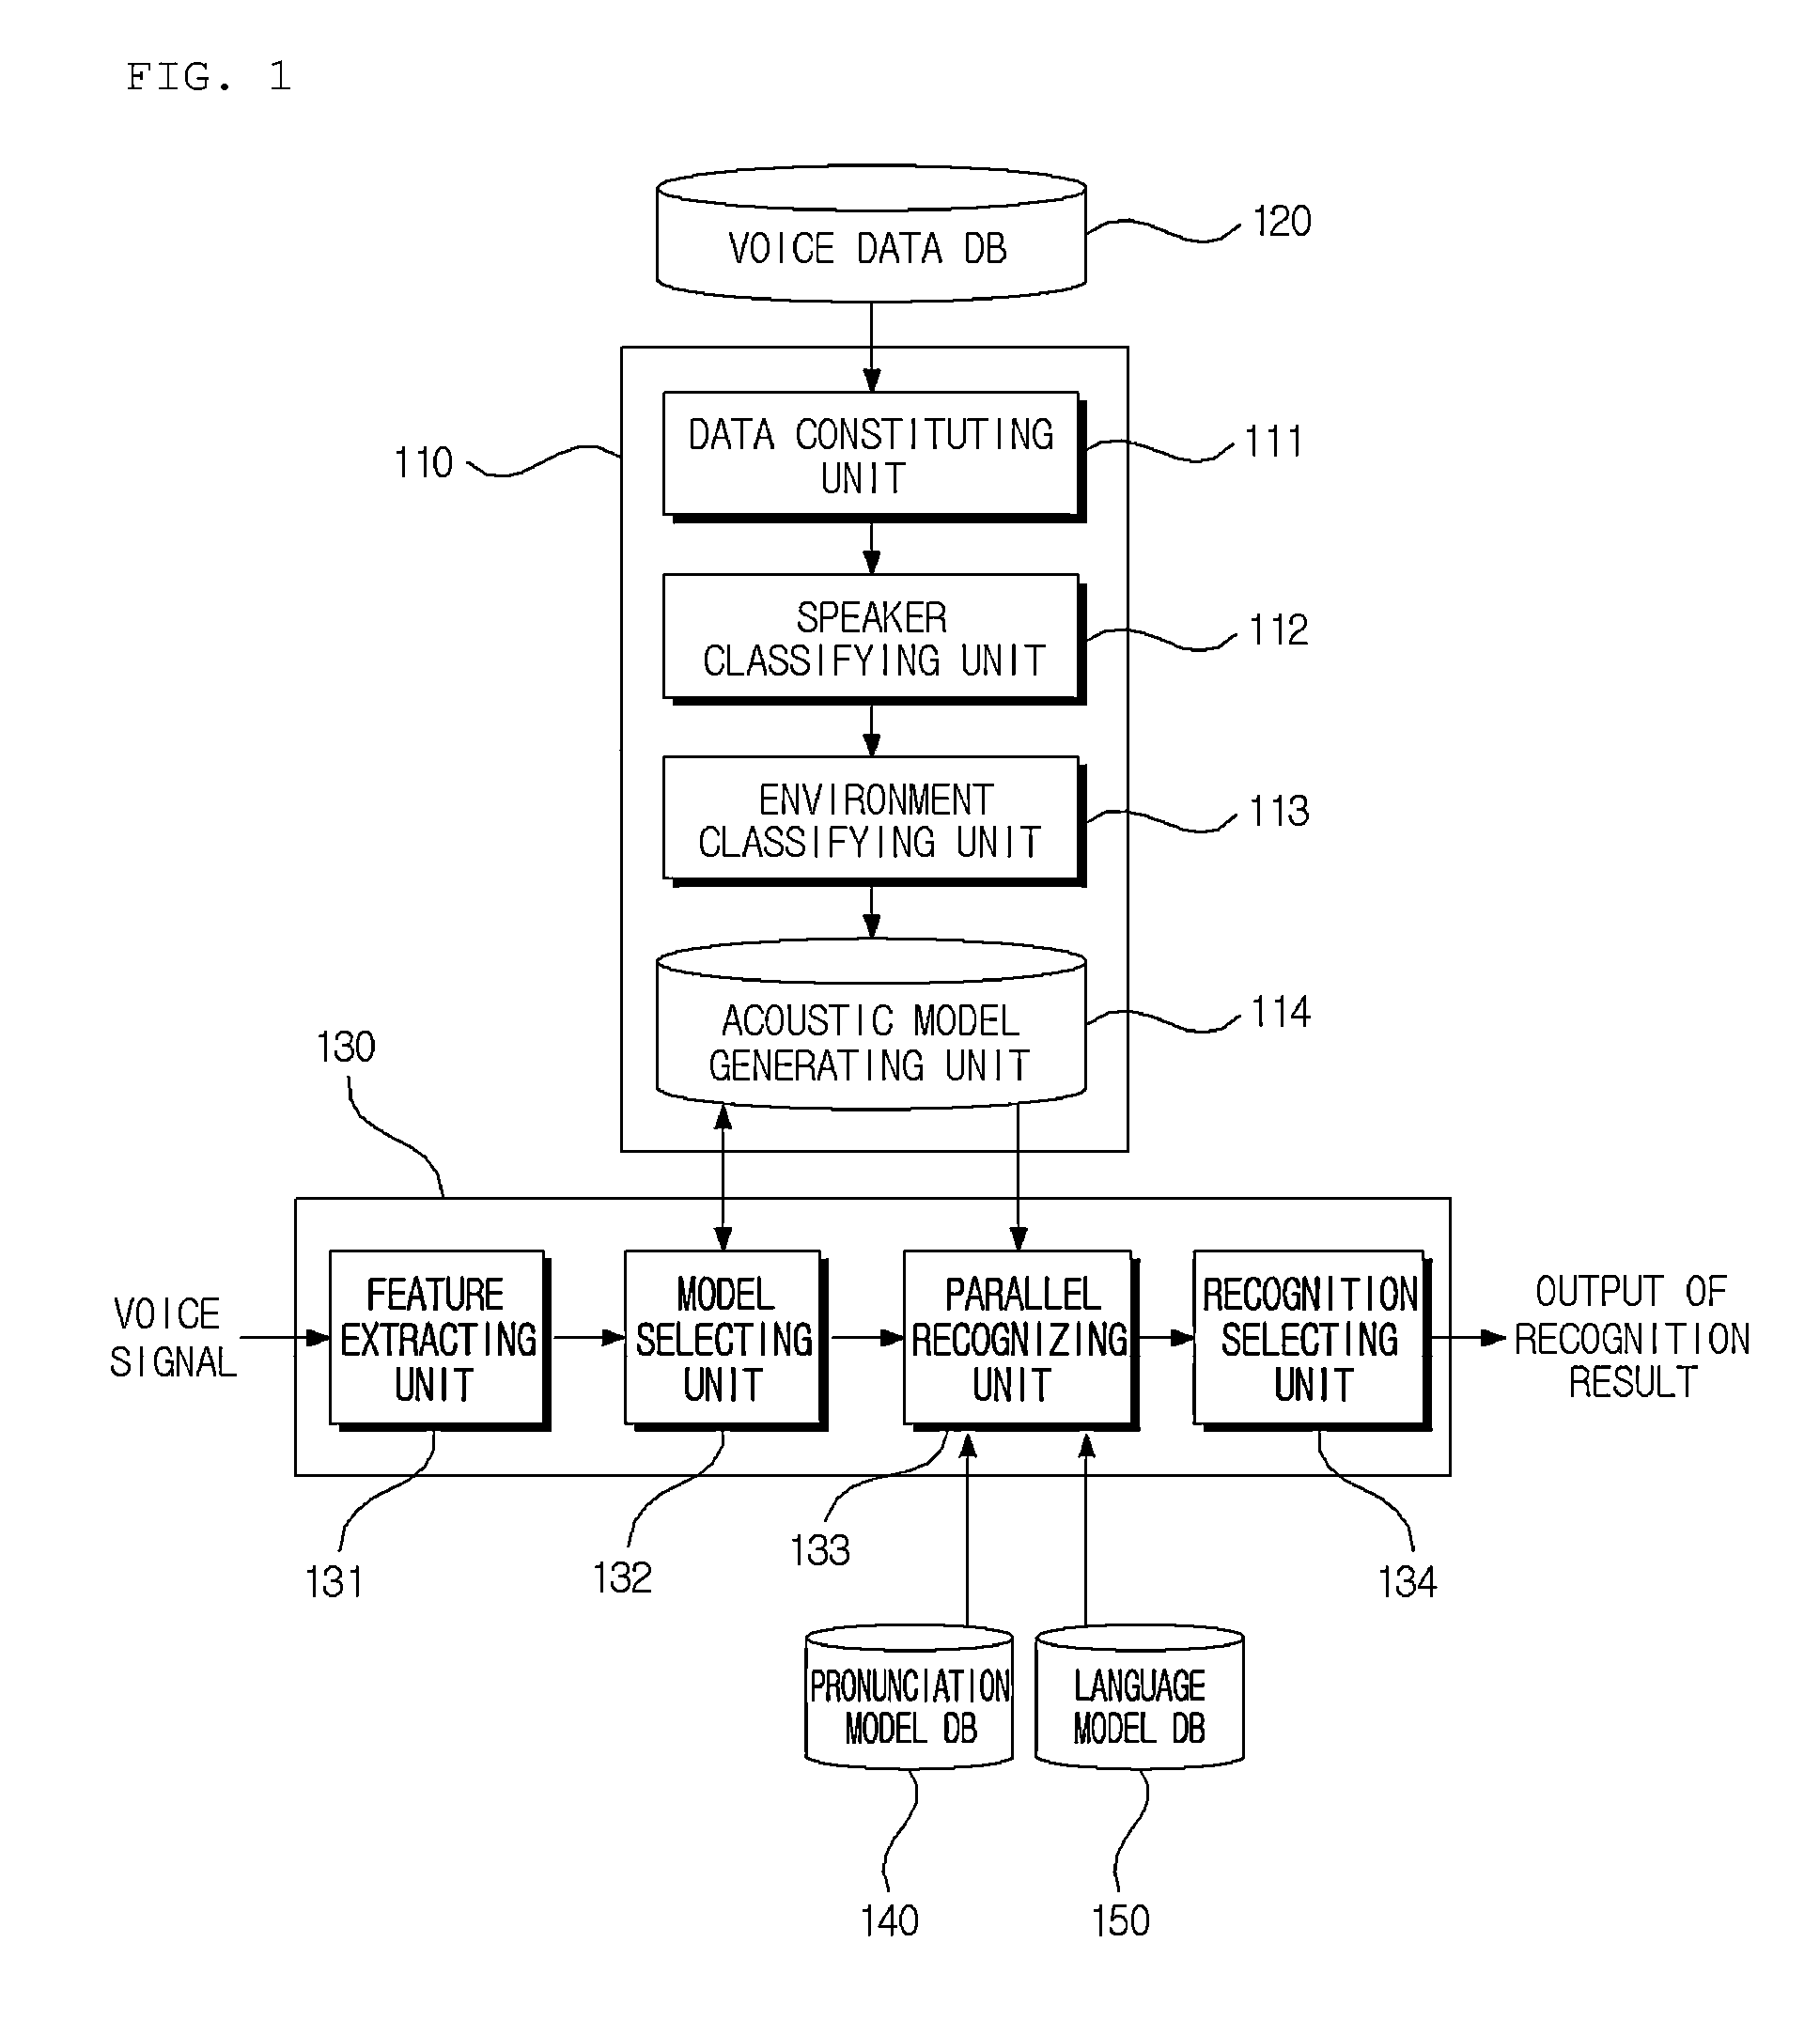 FIG. 1
VOICE DATA DB
120
110
DATA CONSTITUTING
UNIT
111
SPEAKER
CLASSIFYING UNIT
112
ENVIRONMENT
CLASSIFYING UNIT
113
ACOUSTIC MODEL
GENERATING UNIT
114
130
VOICE
SIGNAL
FEATURE
EXTRACTING
UNIT
MODEL
SELECTING
UNIT
PARALLEL
RECOGNIZING
UNIT
RECOGNITION
SELECTING
UNIT
OUTPUT OF
RECOGNITION
RESULT
131
132
133
134
PRONUNCIATION
MODEL DB
LANGUAGE
MODEL DB
140
150